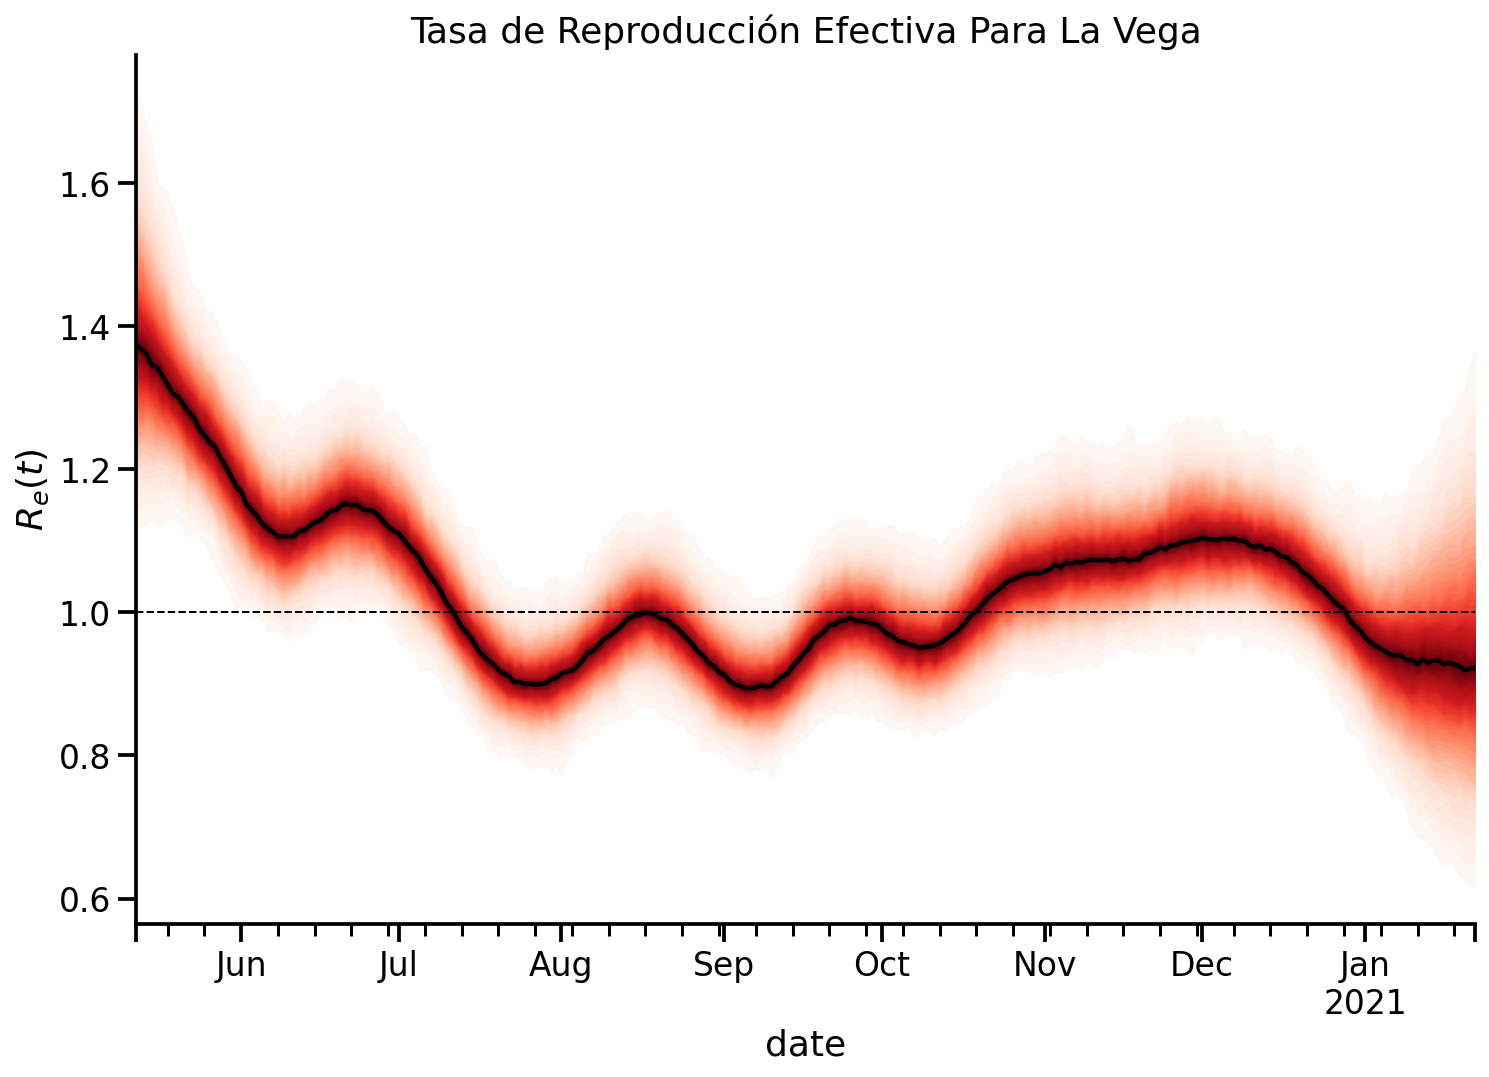 Tasa de Reproducción Efectiva Para La Vega
1.6
1.4
1.2
1.0
0.8
0.6
Rₑ(t)
Jun Jul Aug Sep Oct Nov Dec Jan
2021
date